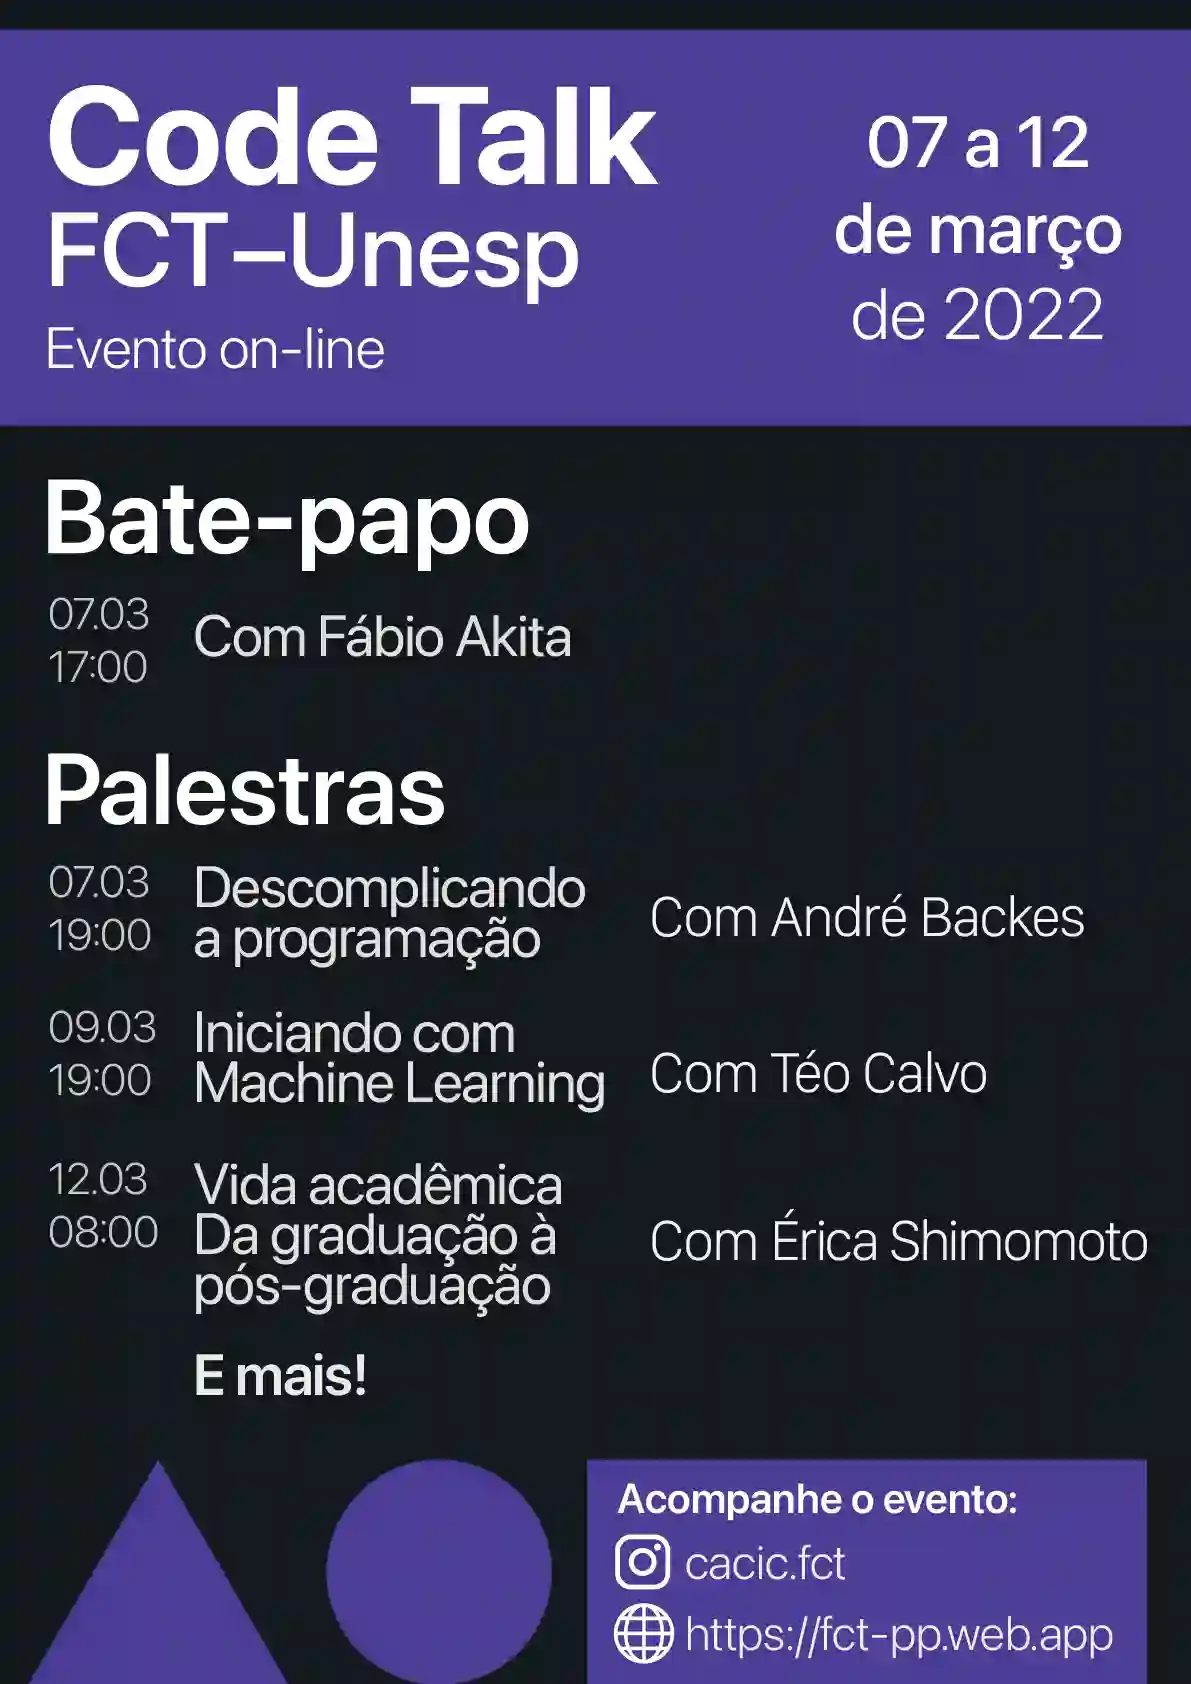 Code Talk
FCT–Unesp
Evento on-line
07 a 12
de março
de 2022
Bate-papo
07.03
17:00
Com Fábio Akita
Palestras
07.03
19:00
Descomplicando
a programação
Com André Backes
09.03
19:00
Iniciando com
Machine Learning
Com Téo Calvo
12.03
08:00
Vida acadêmica
Da graduação à
pós-graduação
Com Érica Shimomoto
E mais!
Acompanhe o evento:
cacic.fct
https://fct-pp.web.app